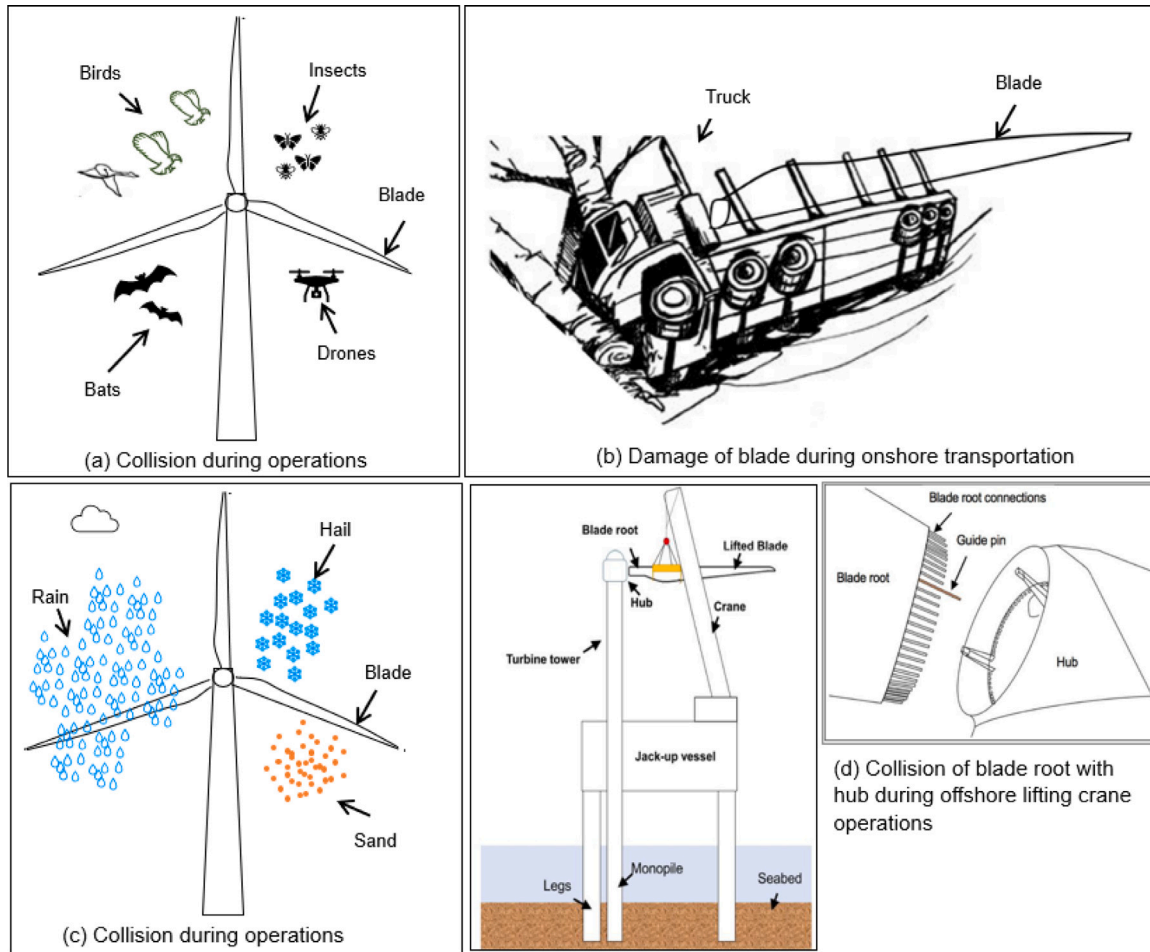 Birds
Insects
Blade
Bats
Drones
(a) Collision during operations
Truck
Blade
(b) Damage of blade during onshore transportation
Rain
Hail
Blade
Sand
(c) Collision during operations
Blade root
Lifted Blade
Hub
Crane
Turbine tower
Jack-up vessel
Legs
Monopile
Seabed
Blade root connections
Guide pin
Blade root
Hub
(d) Collision of blade root with
hub during offshore lifting crane
operations